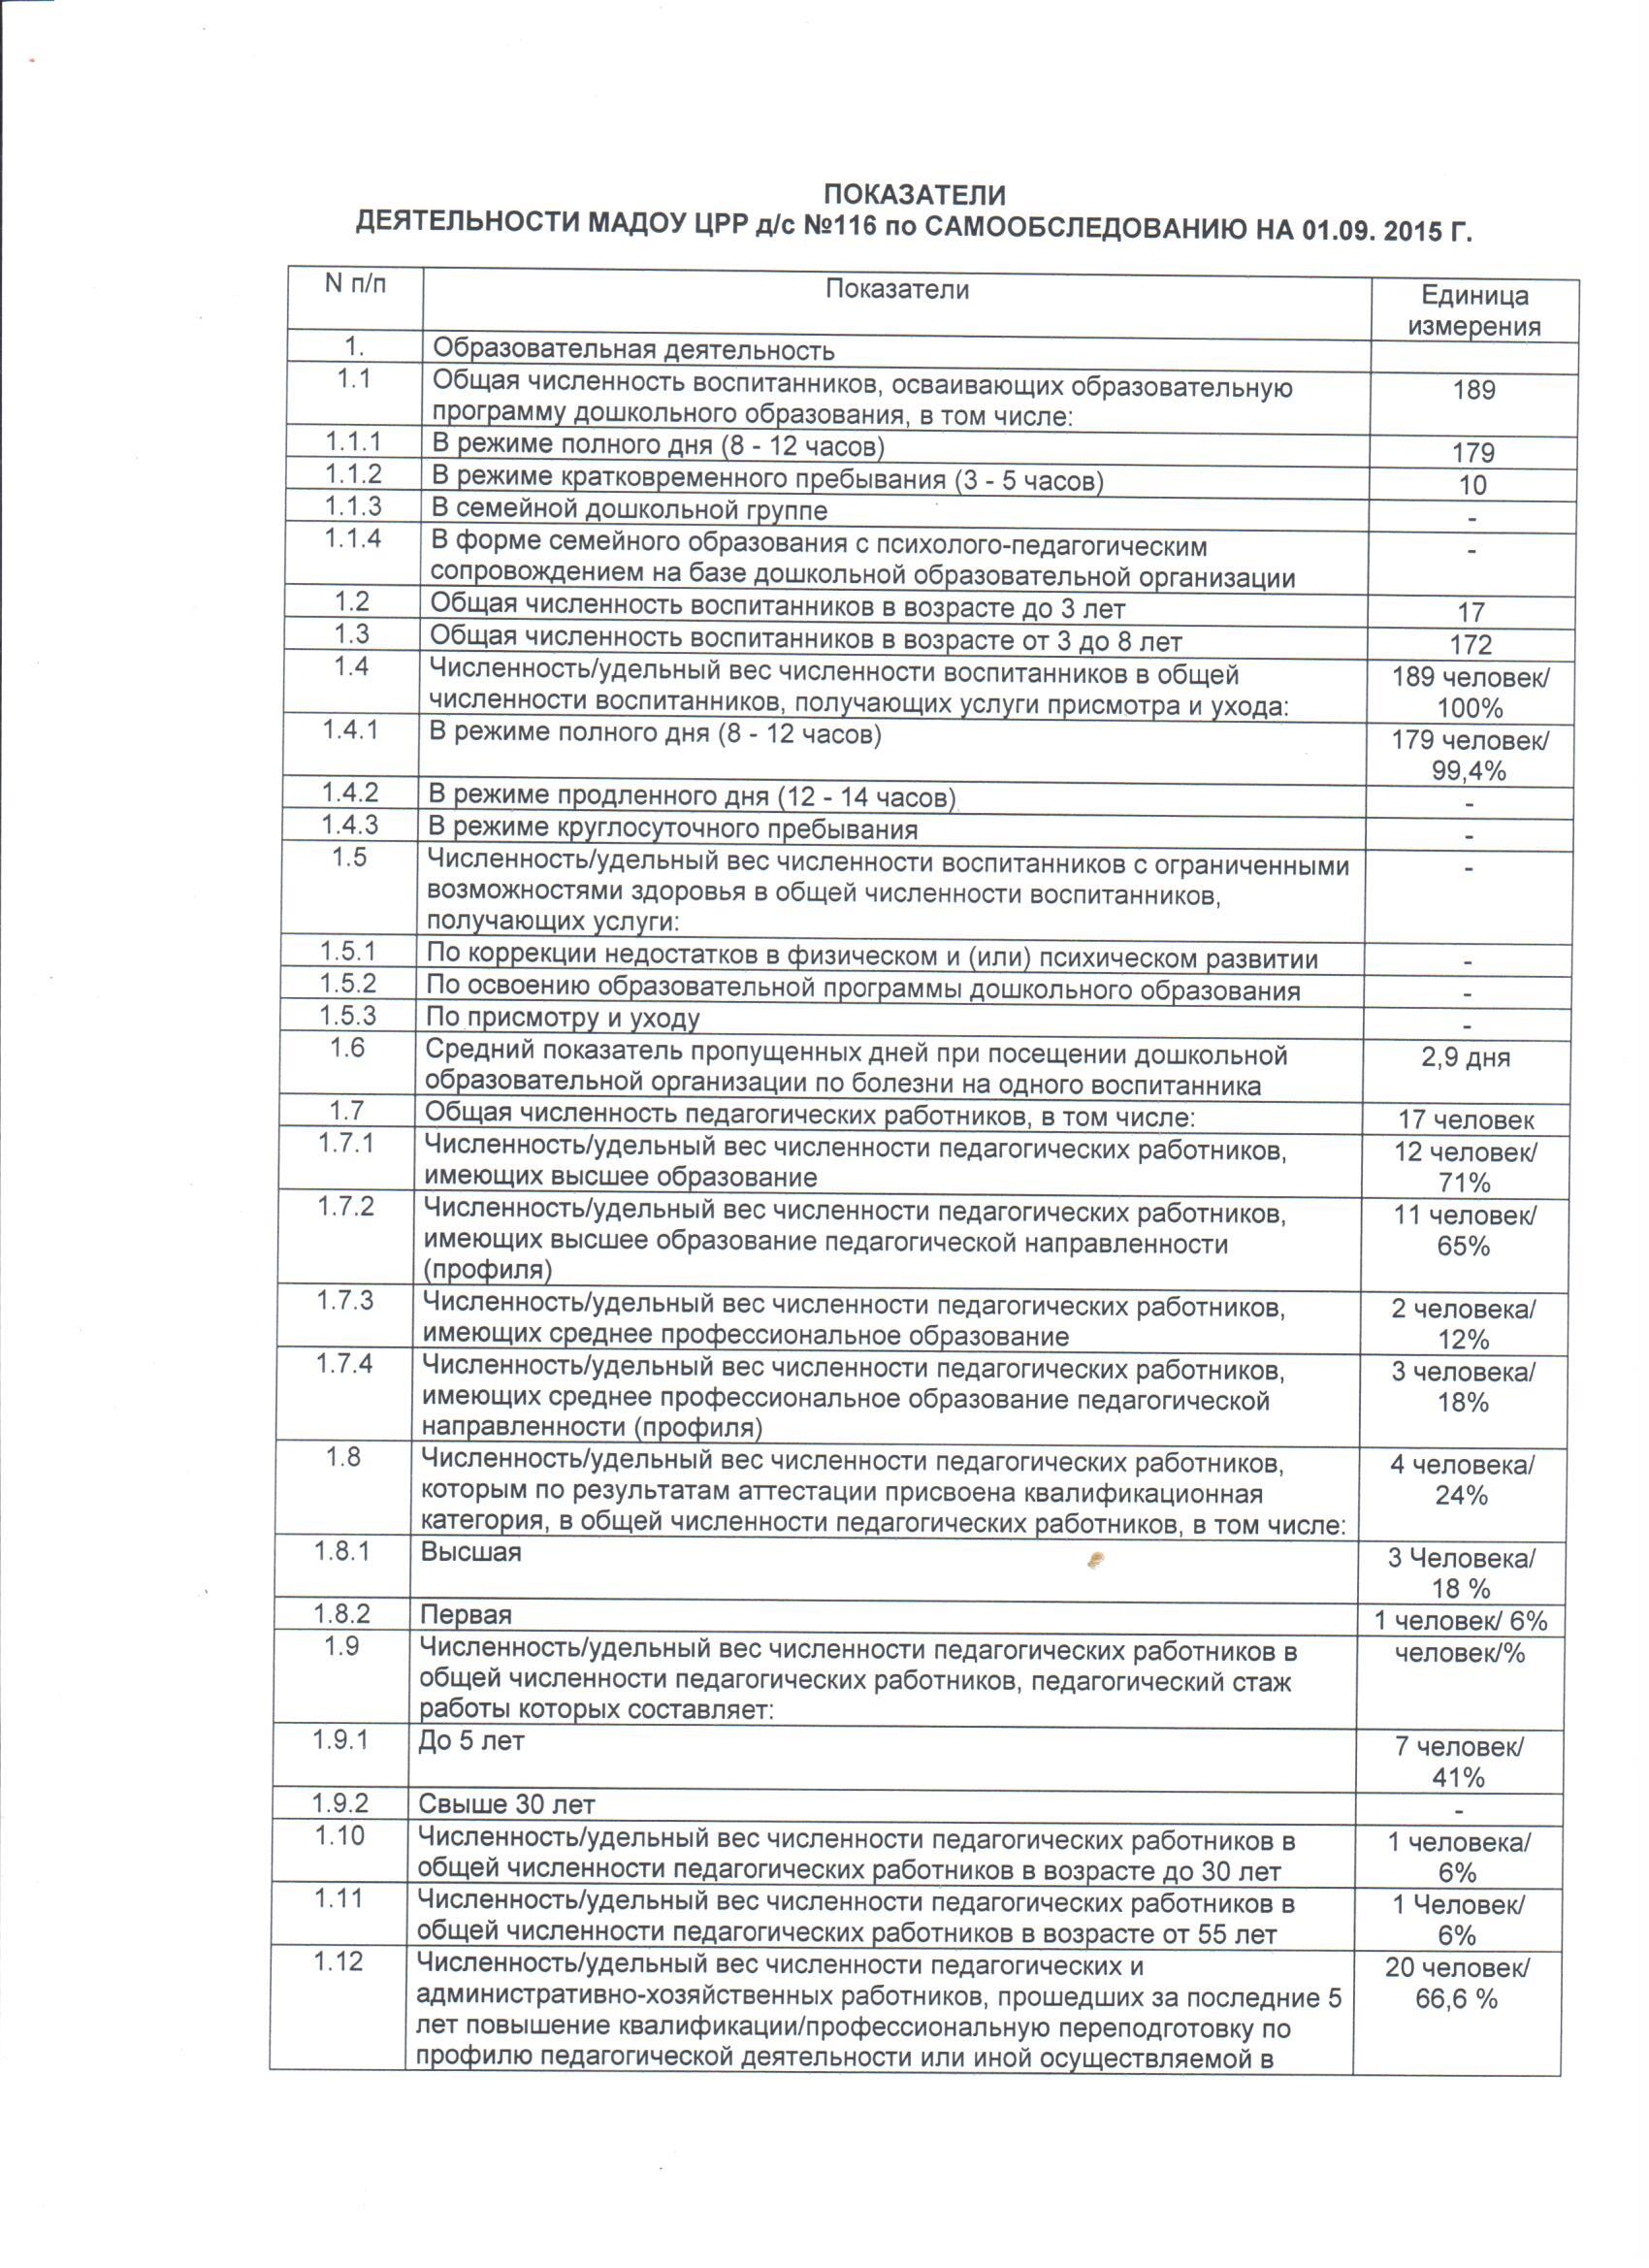 ПОКАЗАТЕЛИ
ДЕЯТЕЛЬНОСТИ МАДОУ ЦРР д/с №116 по САМООБСЛЕДОВАНИЮ НА 01.09. 2015 Г.
N п/п Показатели Единица
измерения
1. Образовательная деятельность
1.1 Общая численность воспитанников, осваивающих образовательную 189
программу дошкольного образования, в том числе:
1.1.1 В режиме полного дня (8 - 12 часов) 179
1.1.2 В режиме кратковременного пребывания (3 - 5 часов) 10
1.1.3 В семейной дошкольной группе -
1.1.4 В форме семейного образования с психолого-педагогическим -
сопровождением на базе дошкольной образовательной организации
1.2 Общая численность воспитанников в возрасте до 3 лет 17
1.3 Общая численность воспитанников в возрасте от 3 до 8 лет 172
1.4 Численность/удельный вес численности воспитанников в общей 189 человек/
численности воспитанников, получающих услуги присмотра и ухода: 100%
1.4.1 В режиме полного дня (8 - 12 часов) 179 человек/
99,4%
1.4.2 В режиме продленного дня (12 - 14 часов) -
1.4.3 В режиме круглосуточного пребывания -
1.5 Численность/удельный вес численности воспитанников с ограниченными -
возможностями здоровья в общей численности воспитанников,
получающих услуги:
1.5.1 По коррекции недостатков в физическом и (или) психическом развитии -
1.5.2 По освоению образовательной программы дошкольного образования -
1.5.3 По присмотру и уходу -
1.6 Средний показатель пропущенных дней при посещении дошкольной 2,9 дня
образовательной организации по болезни на одного воспитанника
1.7 Общая численность педагогических работников, в том числе: 17 человек
1.7.1 Численность/удельный вес численности педагогических работников, 12 человек/
имеющих высшее образование 71%
1.7.2 Численность/удельный вес численности педагогических работников, 11 человек/
имеющих высшее образование педагогической направленности 65%
(профиля)
1.7.3 Численность/удельный вес численности педагогических работников, 2 человека/
имеющих среднее профессиональное образование 12%
1.7.4 Численность/удельный вес численности педагогических работников, 3 человека/
имеющих среднее профессиональное образование педагогической 18%
направленности (профиля)
1.8 Численность/удельный вес численности педагогических работников, 4 человека/
которым по результатам аттестации присвоена квалификационная 24%
категория, в общей численности педагогических работников, в том числе:
1.8.1 Высшая 3 Человека/
18 %
1.8.2 Первая 1 человек/ 6%
1.9 Численность/удельный вес численности педагогических работников в человек/%
общей численности педагогических работников, педагогический стаж
работы которых составляет:
1.9.1 До 5 лет 7 человек/
41%
1.9.2 Свыше 30 лет -
1.10 Численность/удельный вес численности педагогических работников в 1 человека/
общей численности педагогических работников в возрасте до 30 лет 6%
1.11 Численность/удельный вес численности педагогических работников в 1 Человек/
общей численности педагогических работников в возрасте от 55 лет 6%
1.12 Численность/удельный вес численности педагогических и 20 человек/
административно-хозяйственных работников, прошедших за последние 5 66,6 %
лет повышение квалификации/профессиональную переподготовку по
профилю педагогической деятельности или иной осуществляемой в